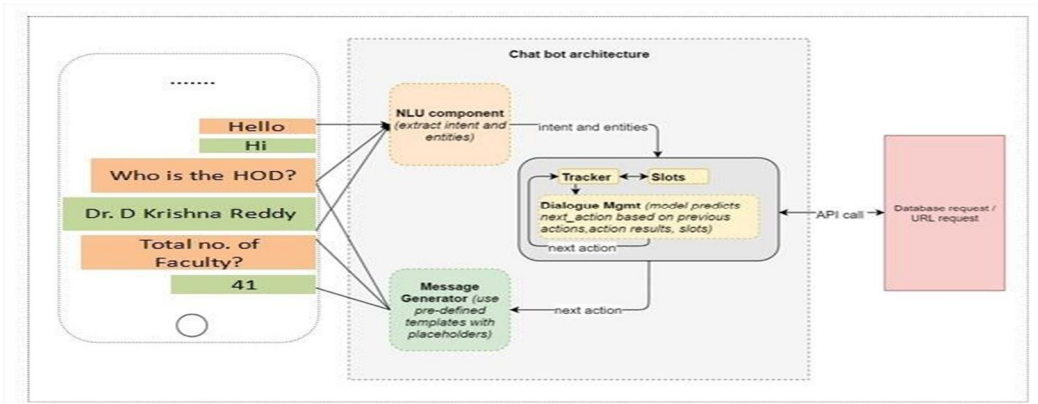 Chat bot architecture
.......
Hello
Hi
Who is the HOD?
Dr. D Krishna Reddy
Total no. of
Faculty?
41
NLU component
(extract intent and
entities)
intent and entities
Tracker
Slots
Dialogue Mgmt (model predicts
next_action based on previous
actions,action results, slots)
next action
API call
Database request /
URL request
Message
Generator (use
pre-defined
templates with
placeholders)
next action